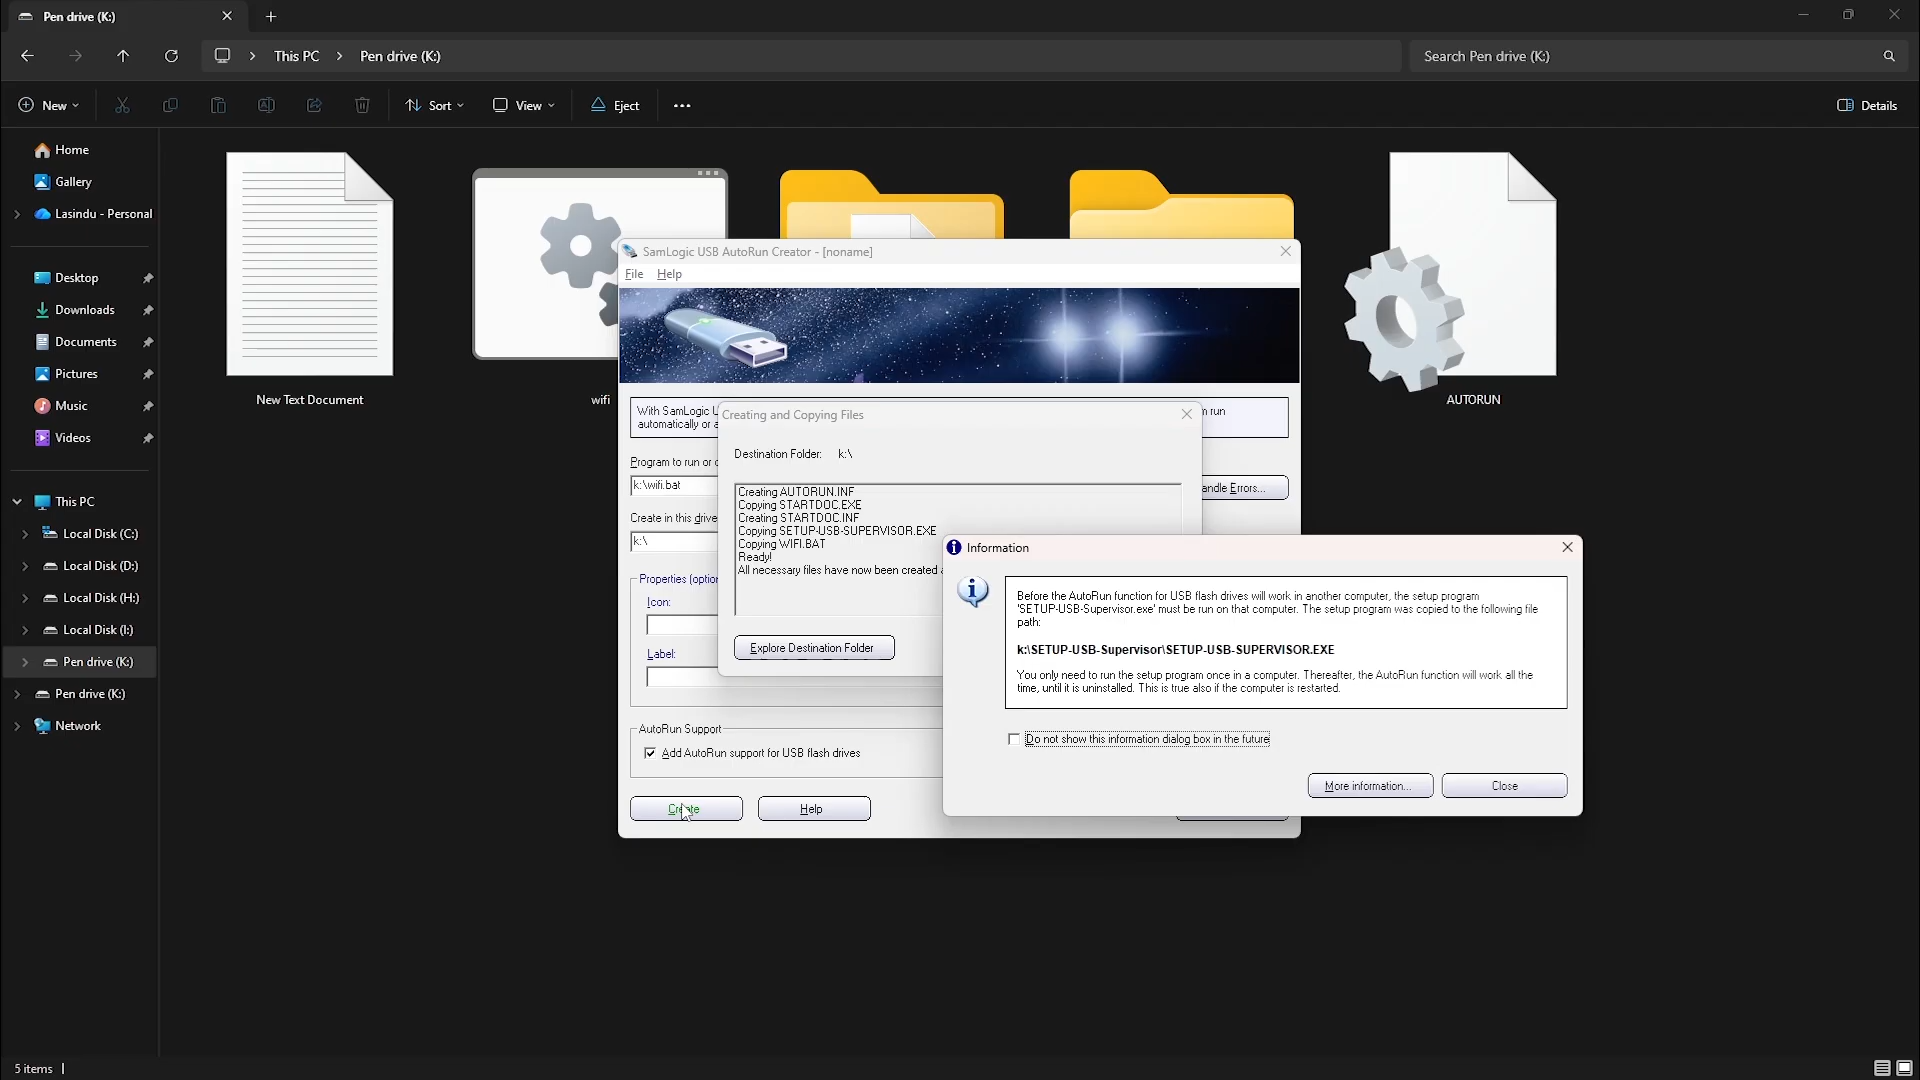 Pen drive (K:)
This PC
Pen drive (K:)
Search Pen drive (K:)
New
Sort
View
Eject
Details
Home
Gallery
Lasindu - Personal
Desktop
Downloads
Documents
Pictures
Music
Videos
This PC
Local Disk (C:)
Local Disk (D:)
Local Disk (H:)
Local Disk (I:)
Pen drive (K:)
Pen drive (K:)
Network
New Text Document
wifi
AUTORUN
SamLogic USB AutoRun Creator - [noname]
File Help
With SamLogic
automatically or
run
Program to run or
k:\wifi.bat
Errors...
Create in this drive
k:\
Properties
Icon:
Label:
AutoRun Support
Add AutoRun support for USB flash drives
Create
Help
Creating and Copying Files
Destination Folder: k:\
Creating AUTORUN.INF
Copying STARTDOC.EXE
Creating STARTDOC.INF
Copying SETUP-USB-SUPERVISOR.EXE
Copying WIFI.BAT
Ready!
All necessary files have now been created
Explore Destination Folder
Information
Before the AutoRun function for USB flash drives will work in another computer, the setup program
'SETUP-USB-Supervisor.exe' must be run on that computer. The setup program was copied to the following file
path:
k:\SETUP-USB-Supervisor\SETUP-USB-SUPERVISOR.EXE
You only need to run the setup program once in a computer. Thereafter, the AutoRun function will work all the
time, until it is uninstalled. This is true also if the computer is restarted.
Do not show this information dialog box in the future
More information...
Close
5 items